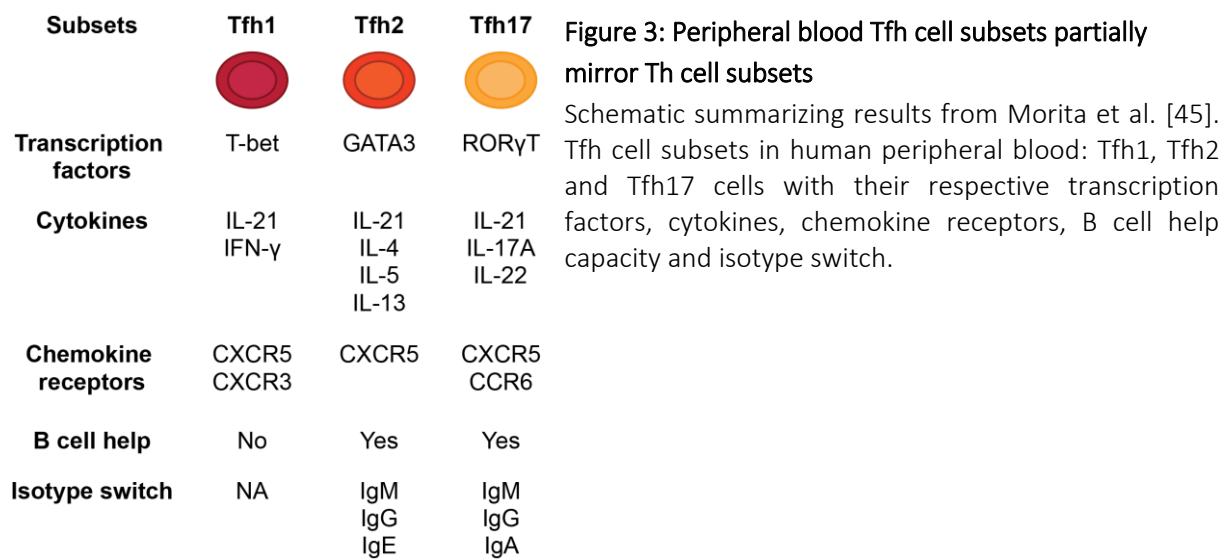 Subsets Tfh1 Tfh2 Tfh17
Transcription factors T-bet GATA3 RORγT
Cytokines IL-21 IL-21 IL-21
IFN-γ IL-4 IL-17A
IL-5 IL-22
IL-13
Chemokine receptors CXCR5 CXCR5 CXCR5
CXCR3 CCR6
B cell help No Yes Yes
Isotype switch NA IgM IgM
IgG IgG
IgE IgA
Figure 3: Peripheral blood Tfh cell subsets partially
mirror Th cell subsets
Schematic summarizing results from Morita et al. [45].
Tfh cell subsets in human peripheral blood: Tfh1, Tfh2
and Tfh17 cells with their respective transcription
factors, cytokines, chemokine receptors, B cell help
capacity and isotype switch.